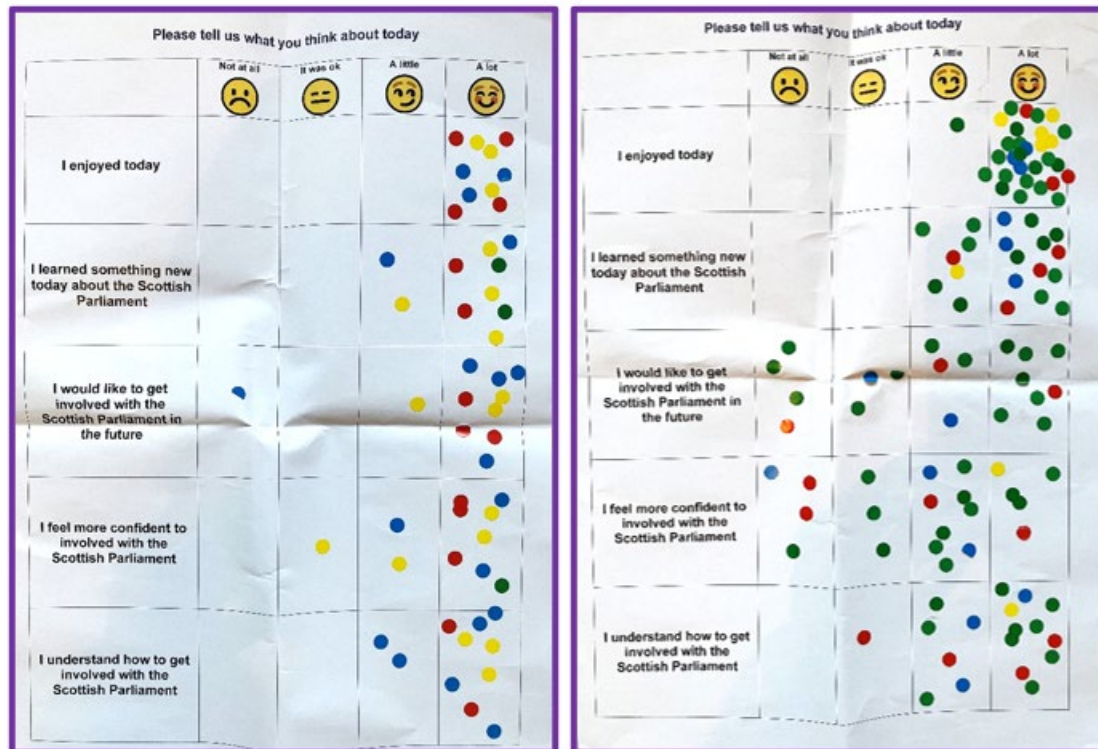 Please tell us what you think about today
Not at all
It was ok
A little
A lot
I enjoyed today
I learned something new
today about the Scottish
Parliament
I would like to get
involved with the
Scottish Parliament in
the future
I feel more confident to
involved with the
Scottish Parliament
I understand how to get
involved with the
Scottish Parliament
Please tell us what you think about today
Not at all
It was ok
A little
A lot
I enjoyed today
I learned something new
today about the Scottish
Parliament
I would like to get
involved with the
Scottish Parliament in
the future
I feel more confident to
involved with the
Scottish Parliament
I understand how to get
involved with the
Scottish Parliament